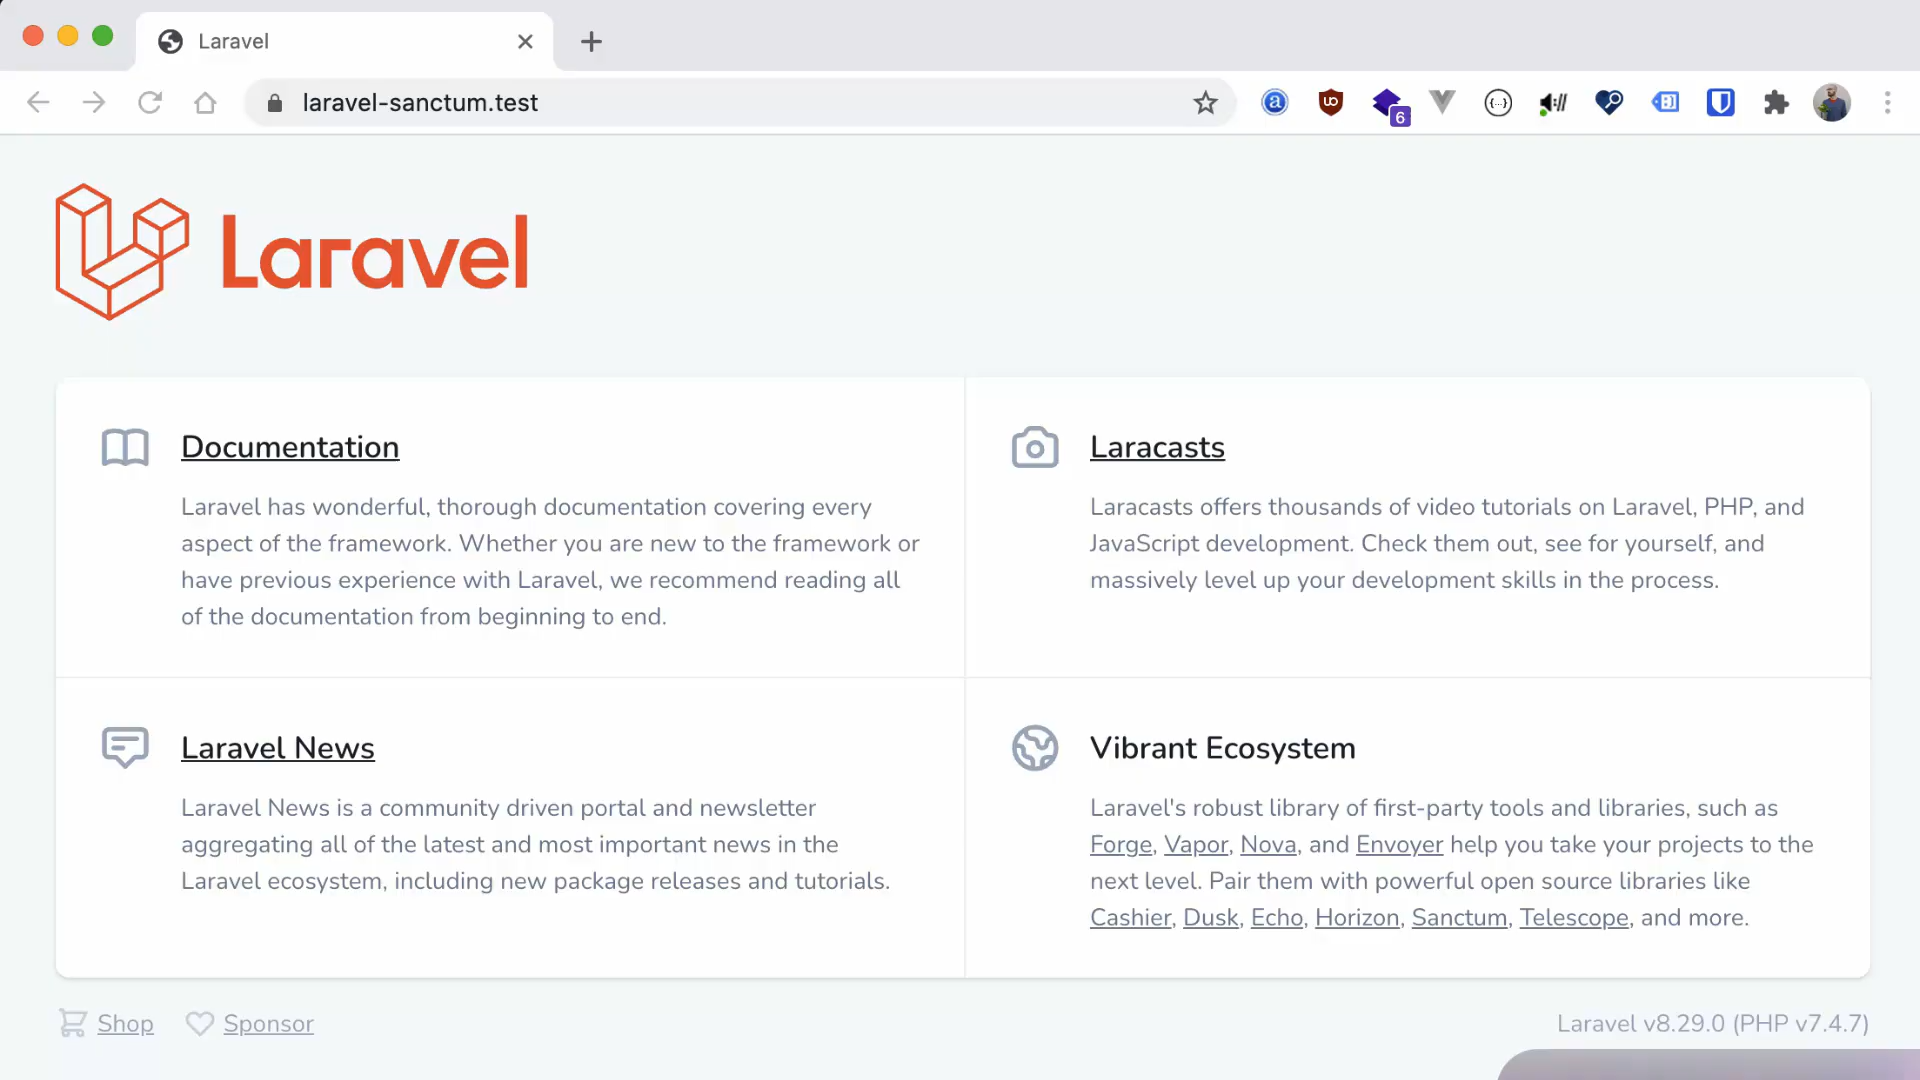 Laravel
laravel-sanctum.test
6
Laravel
Documentation
Laravel has wonderful, thorough documentation covering every
aspect of the framework. Whether you are new to the framework or
have previous experience with Laravel, we recommend reading all
of the documentation from beginning to end.
Laracasts
Laracasts offers thousands of video tutorials on Laravel, PHP, and
JavaScript development. Check them out, see for yourself, and
massively level up your development skills in the process.
Laravel News
Laravel News is a community driven portal and newsletter
aggregating all of the latest and most important news in the
Laravel ecosystem, including new package releases and tutorials.
Vibrant Ecosystem
Laravel's robust library of first-party tools and libraries, such as
Forge, Vapor, Nova, and Envoyer help you take your projects to the
next level. Pair them with powerful open source libraries like
Cashier, Dusk, Echo, Horizon, Sanctum, Telescope, and more.
Shop
Sponsor
Laravel v8.29.0 (PHP v7.4.7)